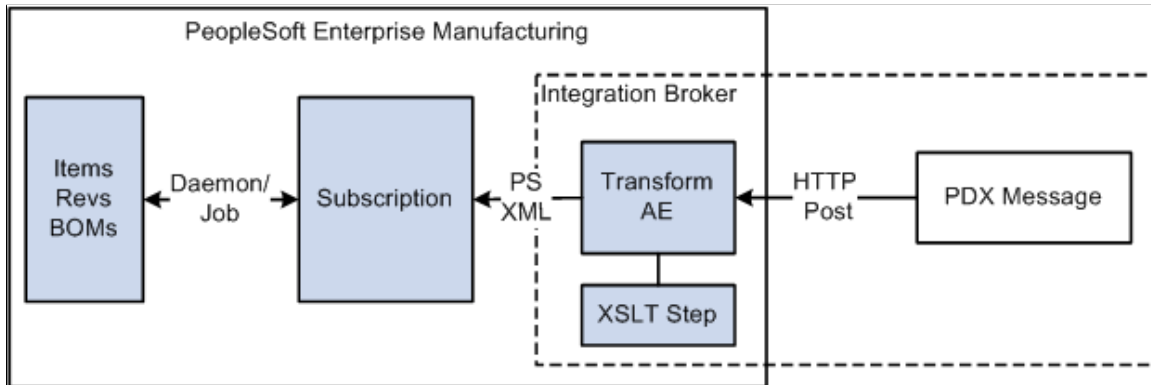 PeopleSoft Enterprise Manufacturing
Integration Broker
Items
Revs
BOMs
Daemon/
Job
Subscription
PS
XML
Transform
AE
HTTP
Post
PDX Message
XSLT Step